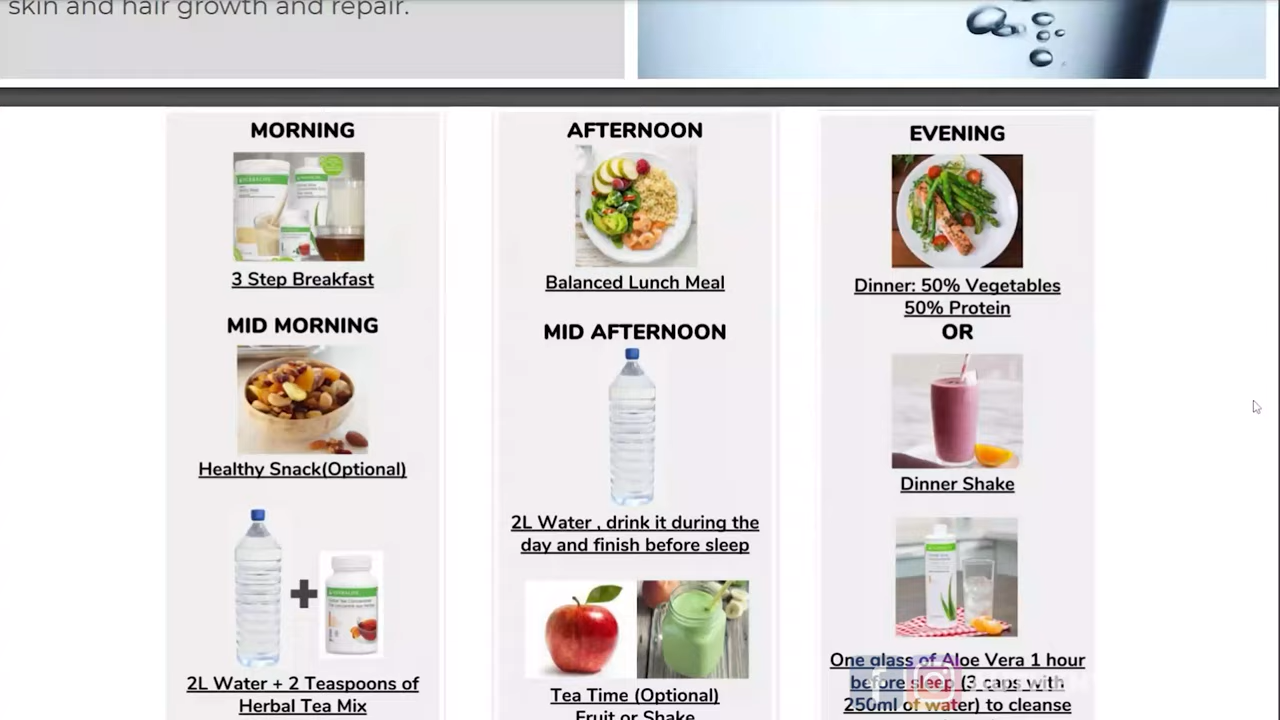 skin and hair growth and repair.
MORNING
3 Step Breakfast
MID MORNING
Healthy Snack(Optional)
2L Water + 2 Teaspoons of
Herbal Tea Mix
AFTERNOON
Balanced Lunch Meal
MID AFTERNOON
2L Water , drink it during the
day and finish before sleep
Tea Time (Optional)
Fruit or Shake
EVENING
Dinner: 50% Vegetables
50% Protein
OR
Dinner Shake
One glass of Aloe Vera 1 hour
before sleep (3 caps with
250ml of water) to cleanse